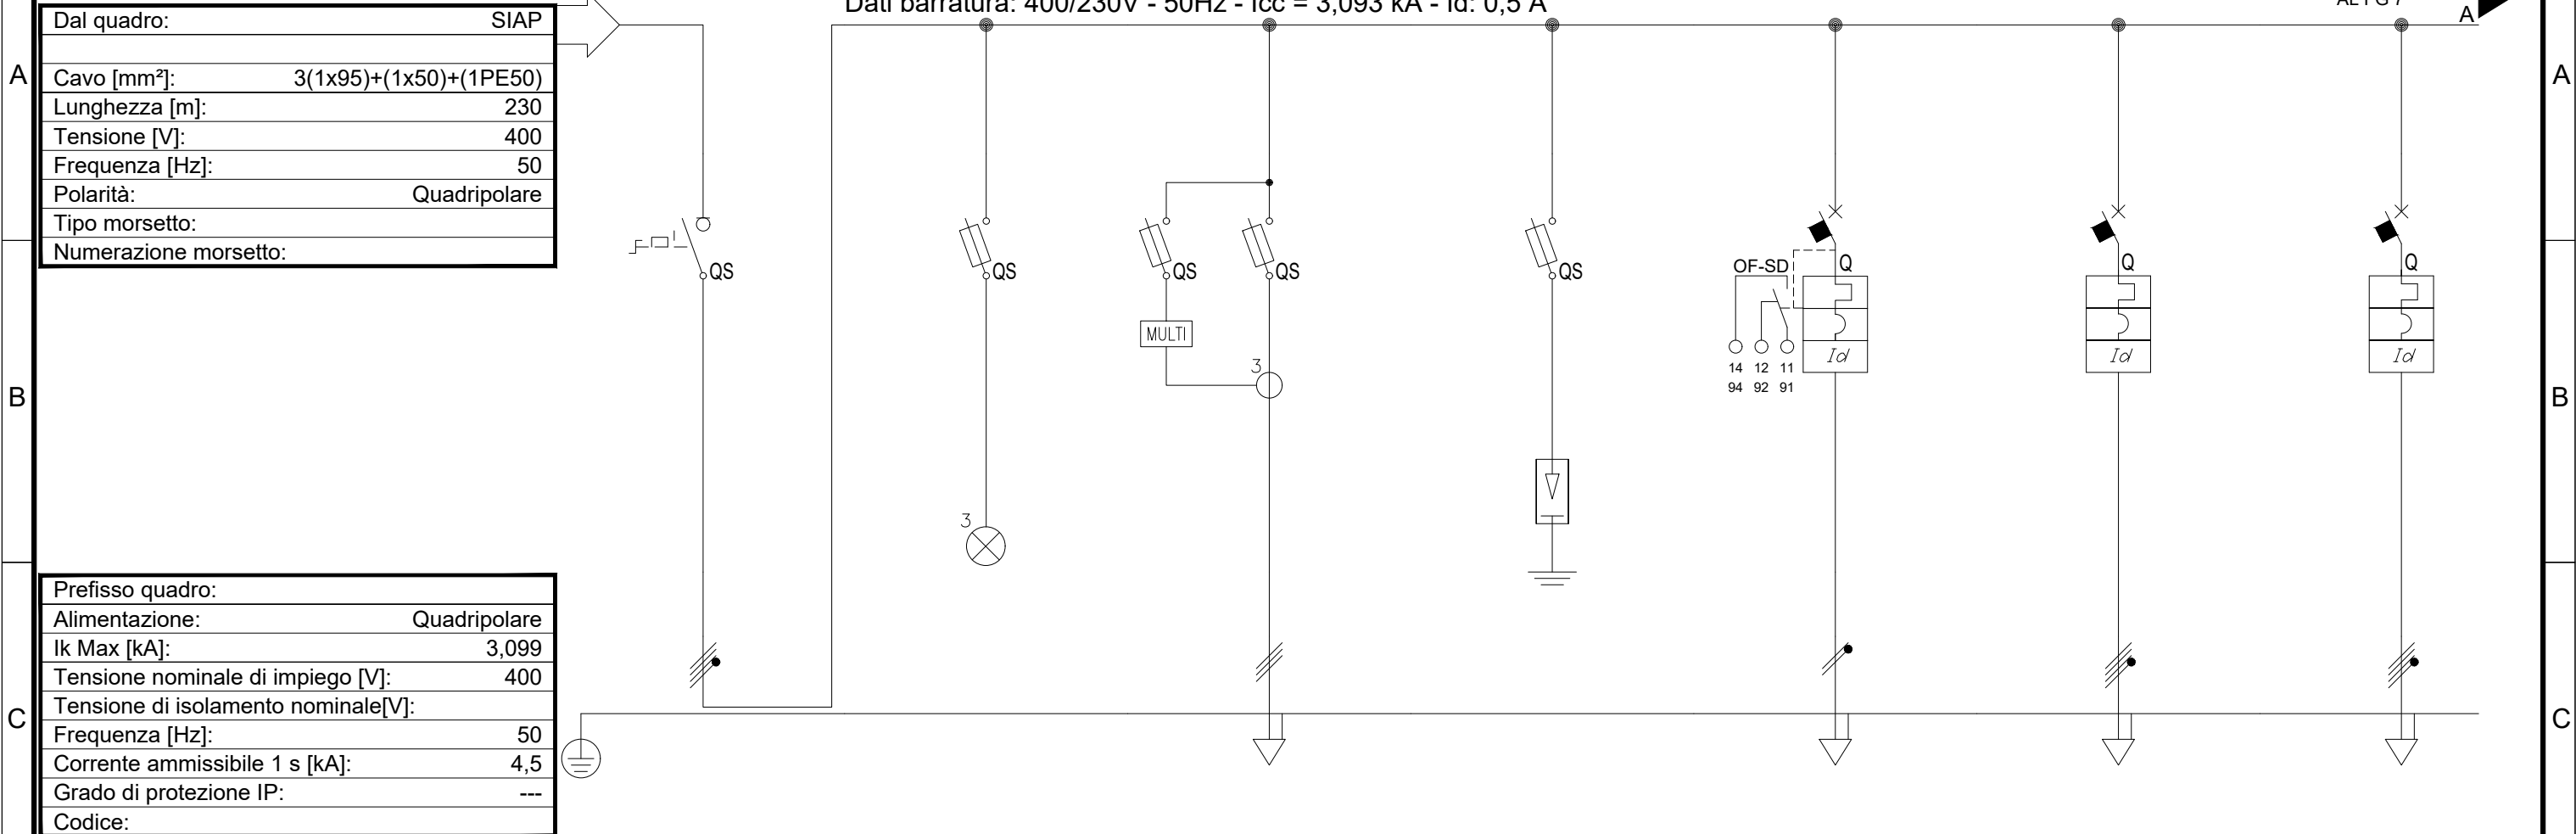 Dati barratura: 400/230V - 50Hz - Icc = 3,093 kA - Id: 0,5 A
A
Dal quadro: SIAP
Cavo [mm²]: 3(1x95)+(1x50)+(1PE50)
Lunghezza [m]: 230
Tensione [V]: 400
Frequenza [Hz]: 50
Polarità: Quadripolare
Tipo morsetto:
Numerazione morsetto:
A
A
QS
QS
QS
QS
QS
OF-SD
Q
Q
Q
MULTI
3
Id
Id
Id
14 12 11
94 92 91
B
B
3
Prefisso quadro:
Alimentazione: Quadripolare
Ik Max [kA]: 3,099
Tensione nominale di impiego [V]: 400
Tensione di isolamento nominale[V]:
Frequenza [Hz]: 50
Corrente ammissibile 1 s [kA]: 4,5
Grado di protezione IP: ---
Codice:
C
C